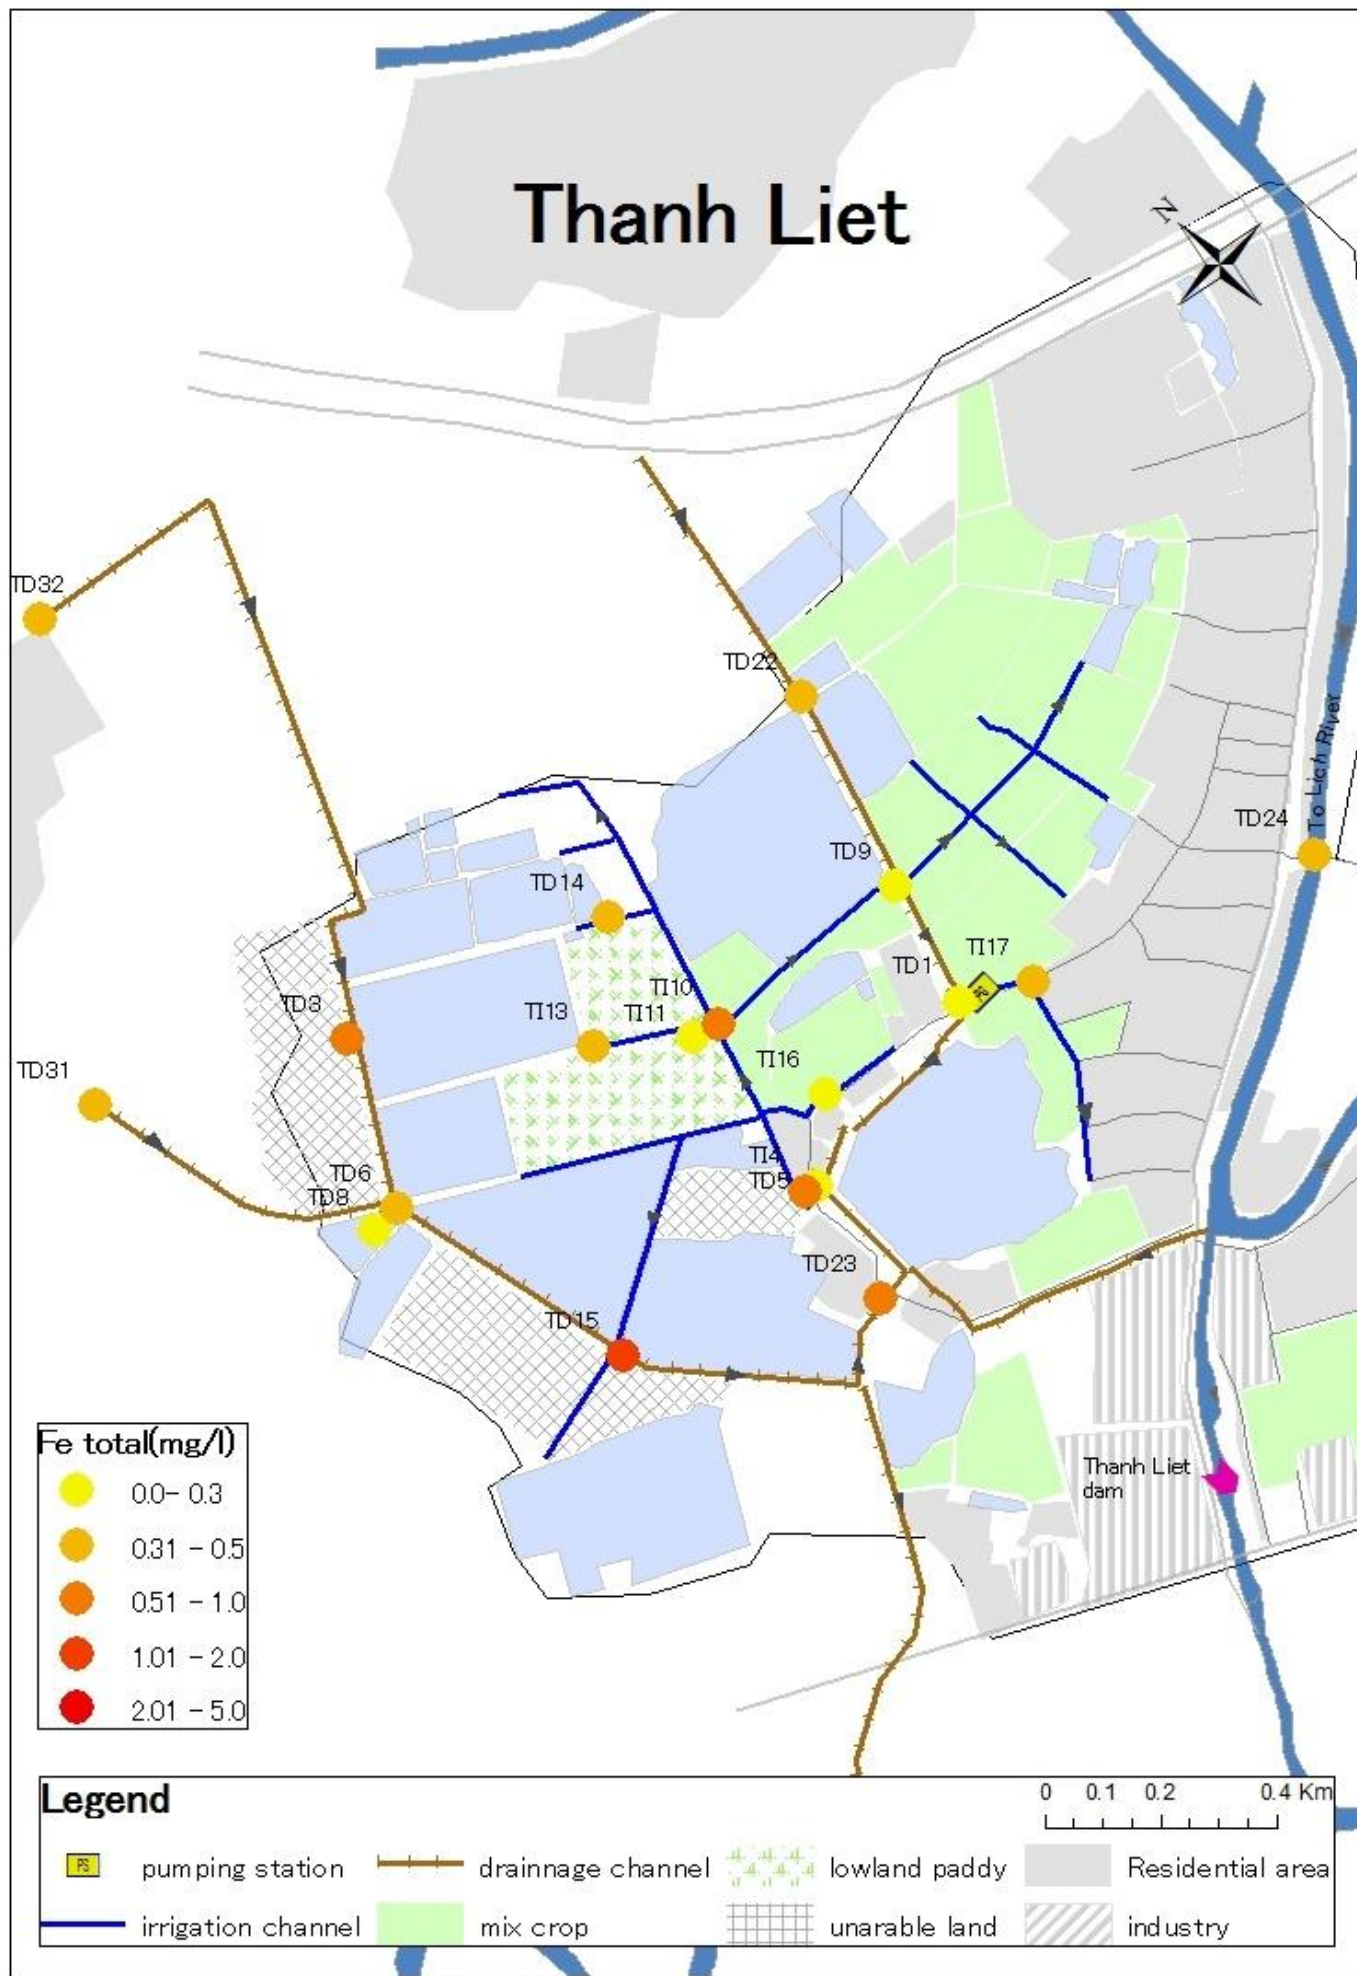 Thanh Liet
N
TD32
TD22
To Lich River
TD24
TD9
TD14
TI17
TD1
TI10
TD3
TI13
TI11
TI16
TD31
TI4
TD6
TD5
TD8
TD23
TD15
Fe total(mg/l)
0.0- 0.3
0.31 - 0.5
0.51 - 1.0
1.01 - 2.0
2.01 - 5.0
Thanh Liet
dam
Legend
0 0.1 0.2 0.4 Km
PS pumping station
drainnage channel
lowland paddy
Residential area
irrigation channel
mix crop
unarable land
industry
PS